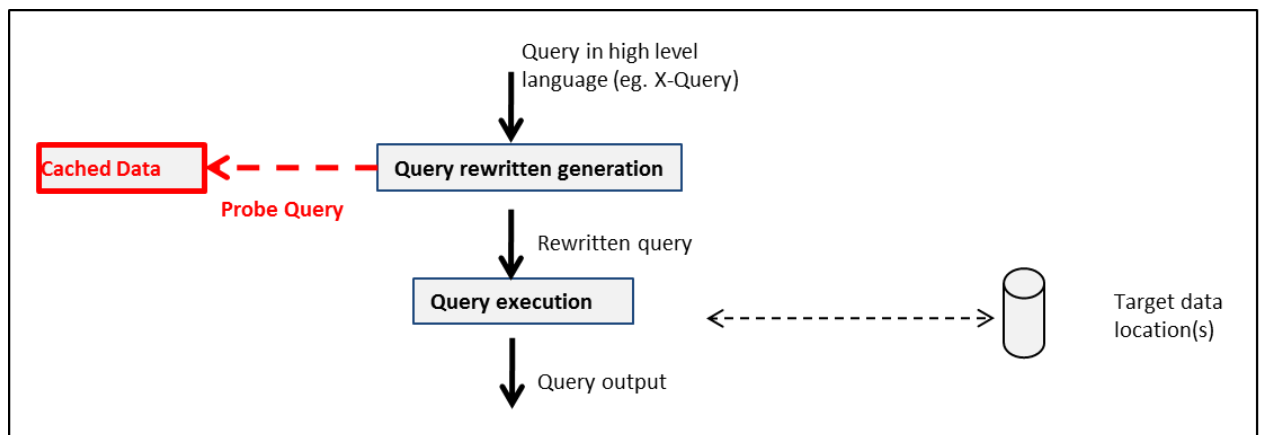 Query in high level
language (eg. X-Query)
Cached Data
Query rewritten generation
Probe Query
Rewritten query
Query execution
Target data
location(s)
Query output